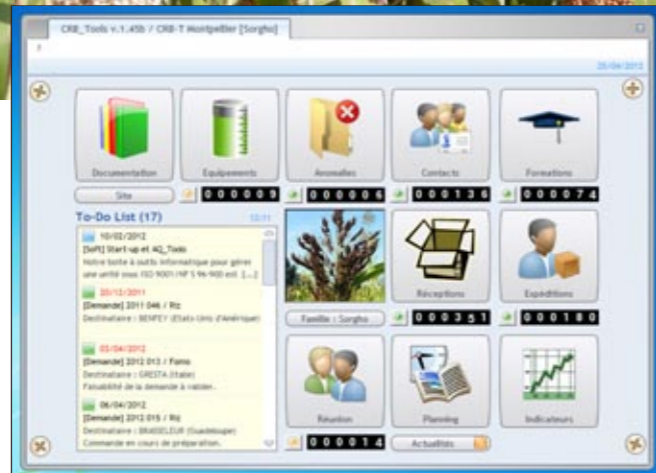 CRB_Tools v.1.45b / CRB-T Montpellier [Sorgho]
25/04/2012
Documentation
Equipements
Anomalies
Contacts
Formations
Site
000009
000006
000136
000074
To-Do List (17)
12:11
10/02/2012
[Soft] Start-up et AQ_Tools
Notre boite à outils informatique pour gérer
une unité sous ISO 9001/NF S 96-900 est [...]
20/12/2011
[Demande] 2011 046 / Riz
Destinataire : BENFEY (Etats Unis d'Amérique)
02/04/2012
[Demande] 2012 013 / Fonio
Destinataire : GRESTA (Italie)
Faisabilité de la demande à valider.
06/04/2012
[Demande] 2012 015 / Riz
Destinataire : BRASSELEUR (Guadeloupe)
Commande en cours de préparation.
Famille : Sorgho
Réceptions
Expéditions
000351
000180
Réunion
Planning
Indicateurs
000014
Actualités